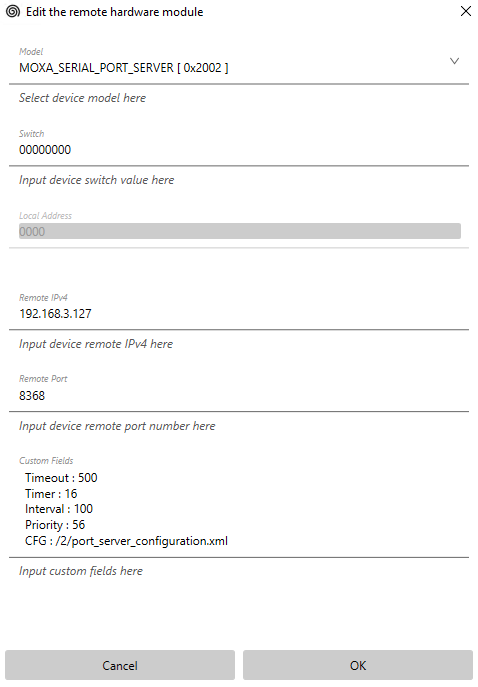 Edit the remote hardware module
Model
MOXA_SERIAL_PORT_SERVER [ 0x2002 ]
Select device model here
Switch
00000000
Input device switch value here
Local Address
0000
Remote IPv4
192.168.3.127
Input device remote IPv4 here
Remote Port
8368
Input device remote port number here
Custom Fields
Timeout : 500
Timer : 16
Interval : 100
Priority : 56
CFG : /2/port_server_configuration.xml
Input custom fields here
Cancel OK